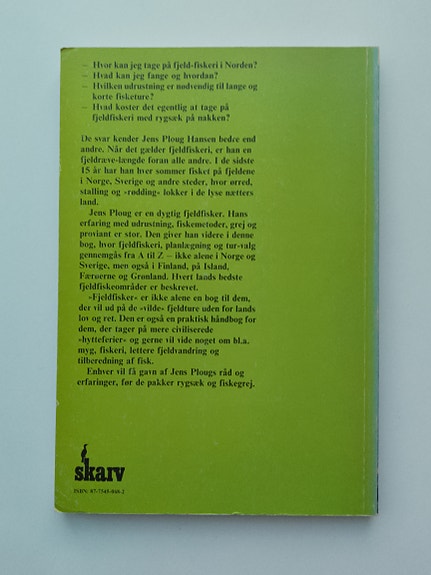 – Hvor kan jeg tage på fjeld-fiskeri i Norden?
– Hvad kan jeg fange og hvordan?
– Hvilken udrustning er nødvendig til lange og
korte fisketure?
– Hvad koster det egentlig at tage på
fjeldfiskeri med rygsæk på nakken?
De svar kender Jens Ploug Hansen bedre end
andre. Når det gælder fjeldfiskeri, er han en
fjeldræve-længde foran alle andre. I de sidste
15 år har han hver sommer fisket på fjeldene
i Norge, Sverige og andre steder, hvor ørred,
stalling og »rødding» lokker i de lyse nætters
land.
Jens Ploug er en dygtig fjeldfisker. Hans
erfaring med udrustning, fiskemetoder, grej og
proviant er stor. Den giver han videre i denne
bog, hvor fjeldfiskeri, planlægning og tur-valg
gennemgås fra A til Z – ikke alene i Norge og
Sverige, men også i Finland, på Island,
Færoerne og Grønland. Hvert lands bedste
fjeldfiskeområder er beskrevet.
»Fjeldfisker« er ikke alene en bog til dem,
der vil ud på de »vilde» fjeldture uden for lands
lov og ret. Den er også en praktisk håndbog for
dem, der tager på mere civiliserede
»hytteferier« og gerne vil vide noget om bl.a.
myg, fiskeri, lettere fjeldvandring og
tilberedning af fisk.
Enhver vil få gavn af Jens Plougs råd og
erfaringer, før de pakker rygsæk og fiskegrej.
skarv